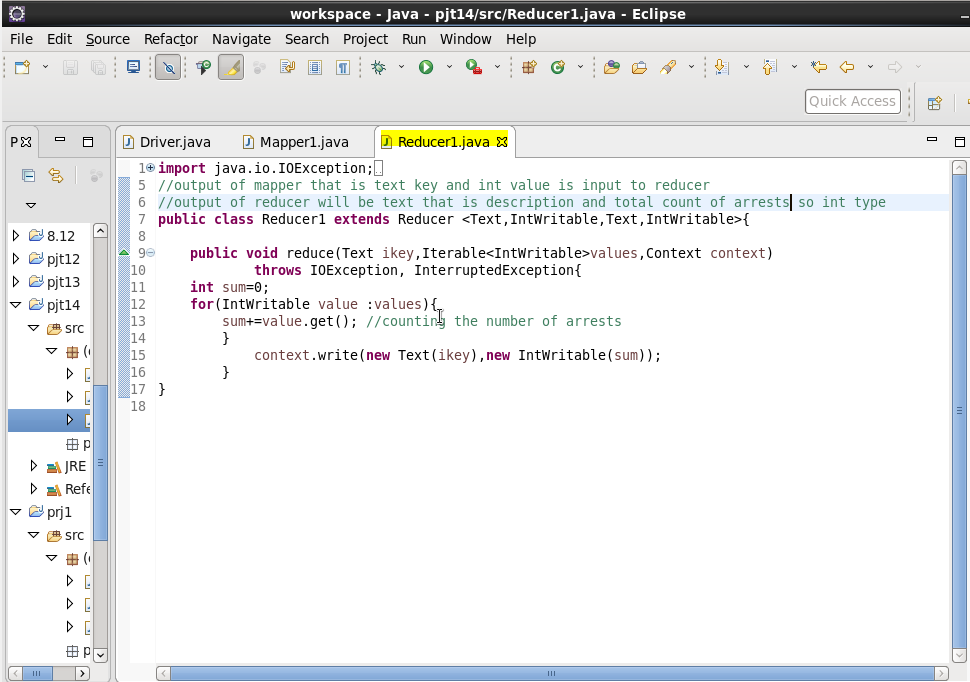 workspace - Java - pjt14/src/Reducer1.java - Eclipse
File Edit Source Refactor Navigate Search Project Run Window Help
Quick Access
P
Driver.java Mapper1.java Reducer1.java
8.12
pjt12
pjt13
pjt14
src
(
p
JRE
Refe
prj1
src
(
p
1 import java.io.IOException;
5 //output of mapper that is text key and int value is input to reducer
6 //output of reducer will be text that is description and total count of arrests so int type
7 public class Reducer1 extends Reducer <Text,IntWritable,Text,IntWritable>{
8
9 public void reduce(Text ikey,Iterable<IntWritable>values,Context context)
10 throws IOException, InterruptedException{
11 int sum=0;
12 for(IntWritable value :values){
13 sum+=value.get(); //counting the number of arrests
14 }
15 context.write(new Text(ikey),new IntWritable(sum));
16 }
17 }
18